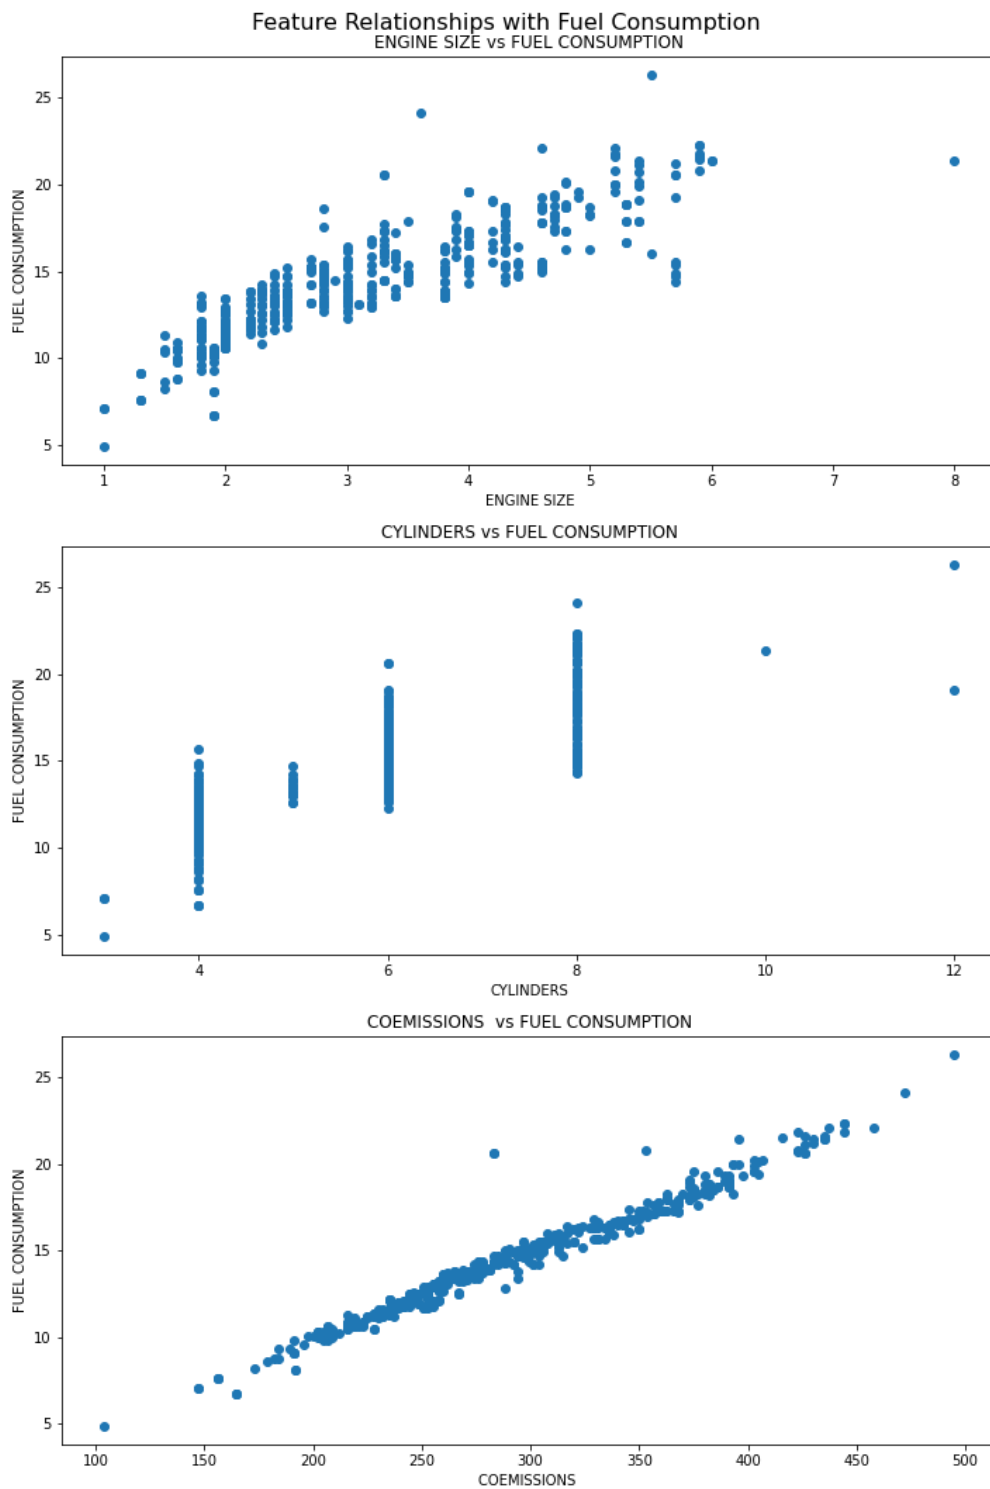 Feature Relationships with Fuel Consumption
ENGINE SIZE vs FUEL CONSUMPTION
FUEL CONSUMPTION
25
20
15
10
5
1 2 3 4 5 6 7 8
ENGINE SIZE
CYLINDERS vs FUEL CONSUMPTION
FUEL CONSUMPTION
25
20
15
10
5
4 6 8 10 12
CYLINDERS
COEMISSIONS  vs FUEL CONSUMPTION
FUEL CONSUMPTION
25
20
15
10
5
100 150 200 250 300 350 400 450 500
COEMISSIONS